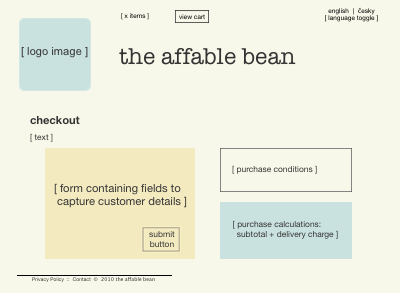 [ x items ]
view cart
english | česky
[ language toggle ]
[ logo image ]
the affable bean
checkout
[ text ]
[ form containing fields to
capture customer details ]
submit
button
[ purchase conditions ]
[ purchase calculations:
subtotal + delivery charge ]
Privacy Policy :: Contact © 2010 the affable bean